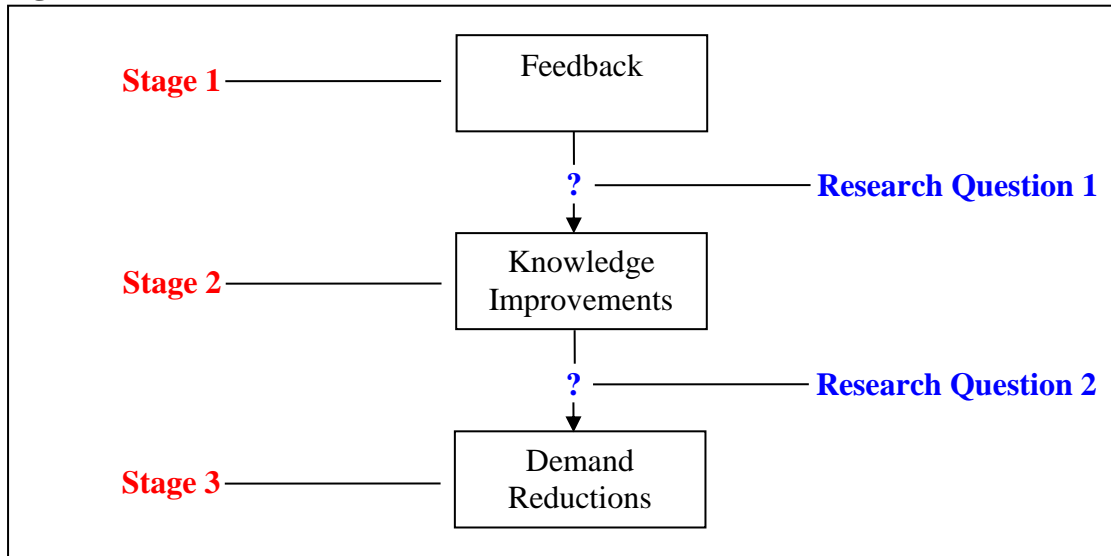 Stage 1
Feedback
?
Research Question 1
Stage 2
Knowledge
Improvements
?
Research Question 2
Stage 3
Demand
Reductions